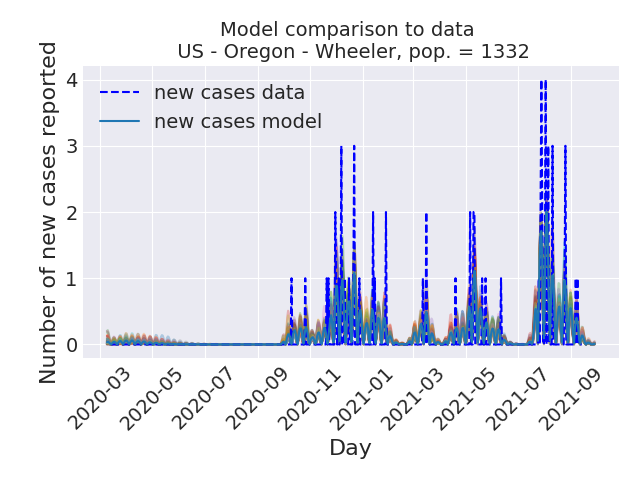 Model comparison to data
US - Oregon - Wheeler, pop. = 1332
Number of new cases reported
4
3
2
1
0
new cases data
new cases model
2020-03
2020-05
2020-07
2020-09
2020-11
2021-01
2021-03
2021-05
2021-07
2021-09
Day